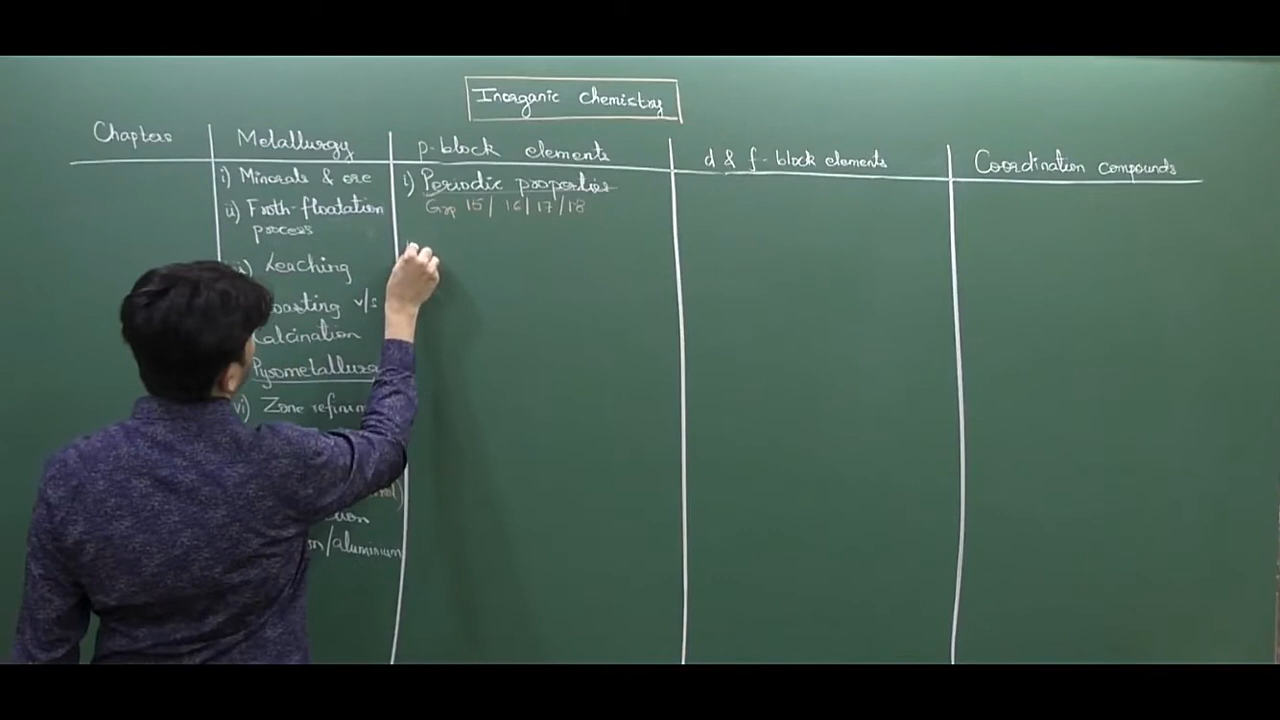 Inorganic Chemistry
Chapters
Metallurgy
p-block elements
d & f-block elements
Coordination compounds
i) Minerals & ore
ii) Froth-floatation
process
Leaching
v/s
Calcination
vi) Zone
/aluminium
i) Periodic properties
Grp 15/ 16/ 17/ 18